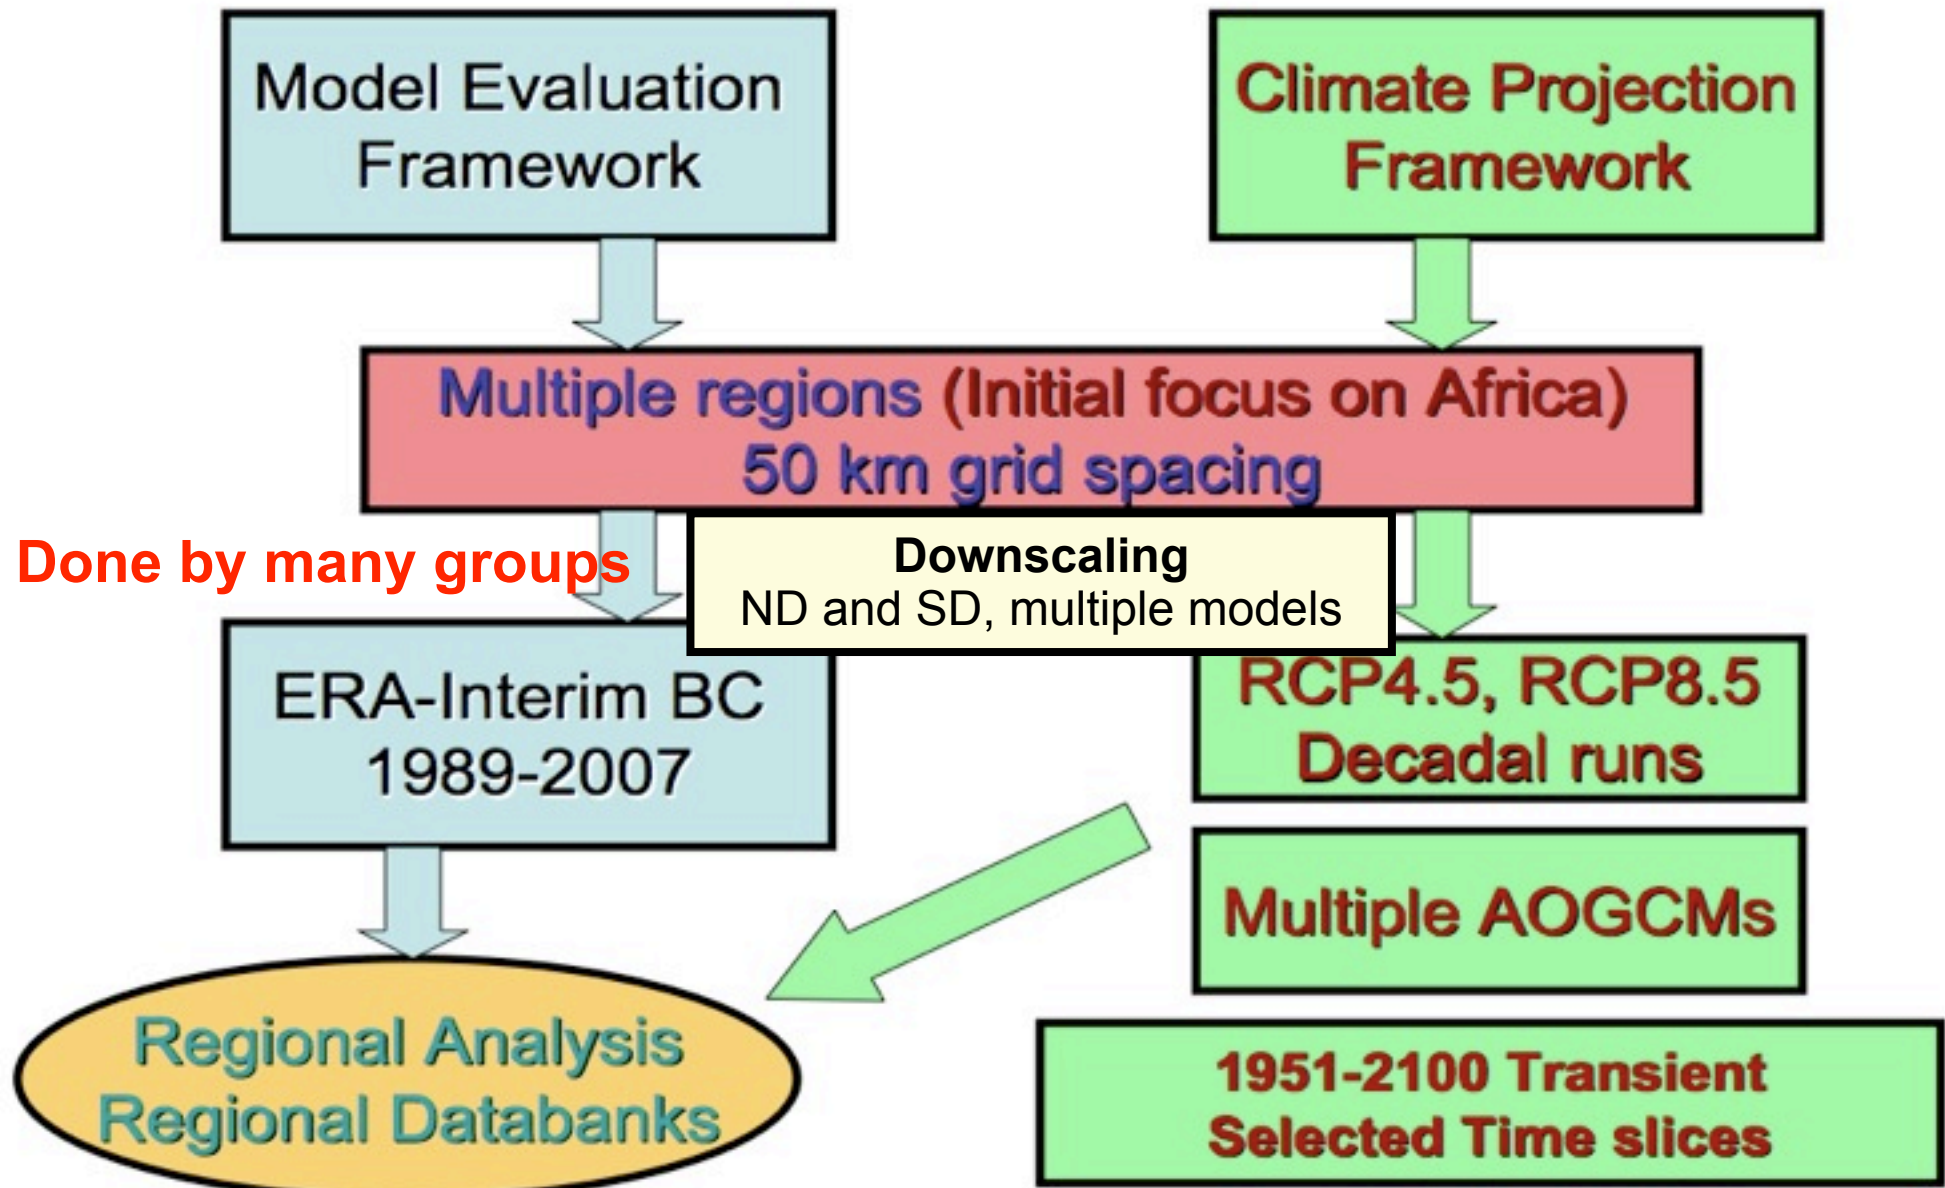 Model Evaluation
Framework
Climate Projection
Framework
Multiple regions (Initial focus on Africa)
50 km grid spacing
Done by many groups
Downscaling
ND and SD, multiple models
ERA-Interim BC
1989-2007
RCP4.5, RCP8.5
Decadal runs
Multiple AOGCMs
Regional Analysis
Regional Databanks
1951-2100 Transient
Selected Time slices